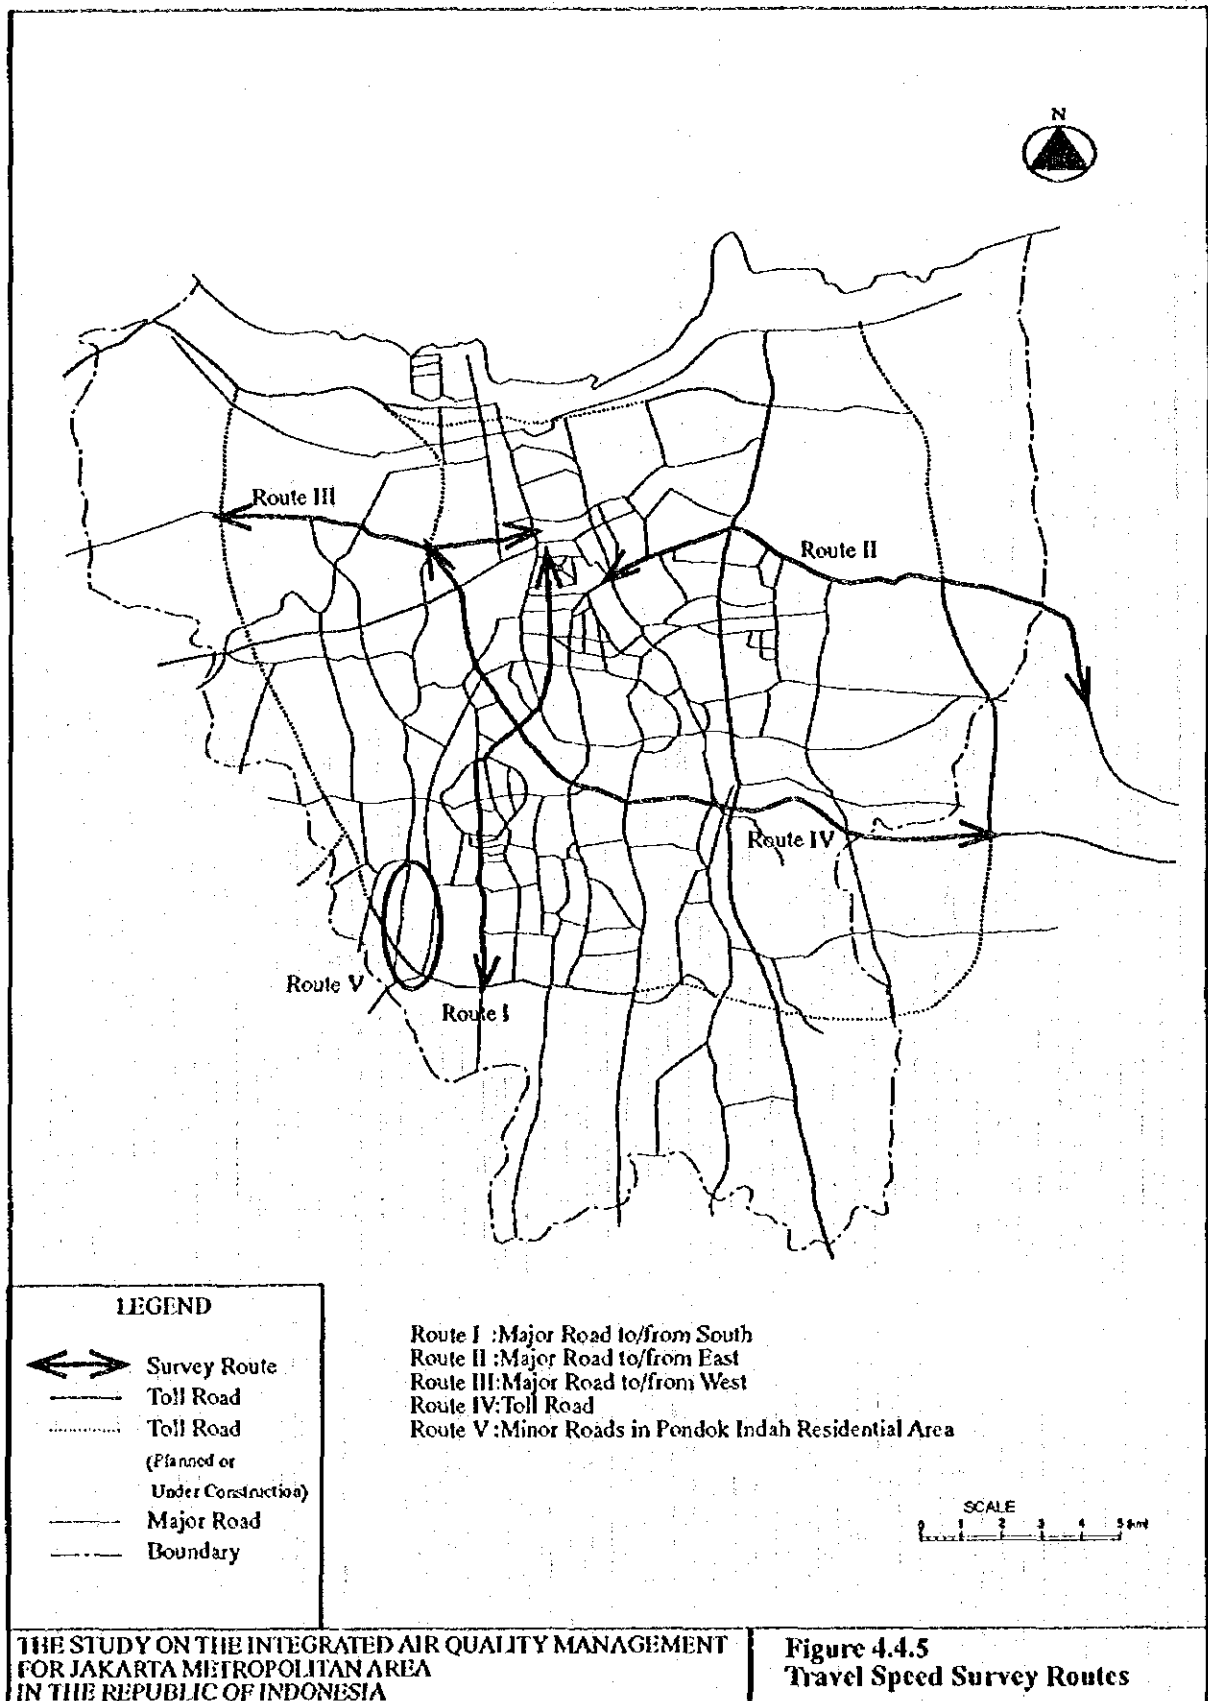 N
Route III
Route II
Route IV
Route V
Route I
LEGEND
Survey Route
Toll Road
Toll Road
(Planned or
Under Construction)
Major Road
Boundary
Route I :Major Road to/from South
Route II :Major Road to/from East
Route III:Major Road to/from West
Route IV:Toll Road
Route V :Minor Roads in Pondok Indah Residential Area
SCALE
0 1 2 3 4 5 km
THE STUDY ON THE INTEGRATED AIR QUALITY MANAGEMENT
FOR JAKARTA METROPOLITAN AREA
IN THE REPUBLIC OF INDONESIA
Figure 4.4.5
Travel Speed Survey Routes